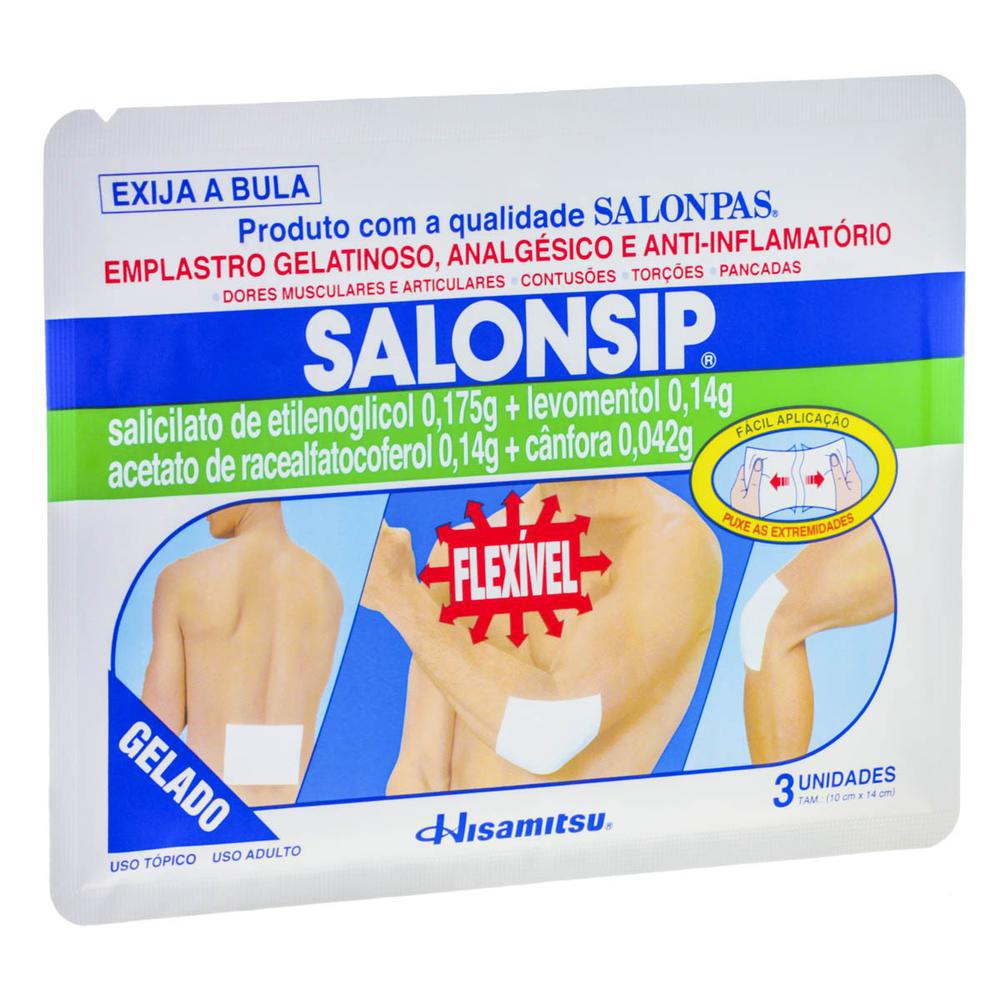 EXIJA A BULA
Produto com a qualidade SALONPAS®
EMPLASTRO GELATINOSO, ANALGÉSICO E ANTI-INFLAMATÓRIO
• DORES MUSCULARES E ARTICULARES • CONTUSÕES • TORÇÕES • PANCADAS
SALONSIP®
salicilato de etilenoglicol 0,175g + levomentol 0,14g
acetato de racealfatocoferol 0,14g + cânfora 0,042g
FÁCIL APLICAÇÃO
PUXE AS EXTREMIDADES
FLEXÍVEL
GELADO
3 UNIDADES
TAM.: (10 cm x 14 cm)
Hisamitsu®
USO TÓPICO USO ADULTO